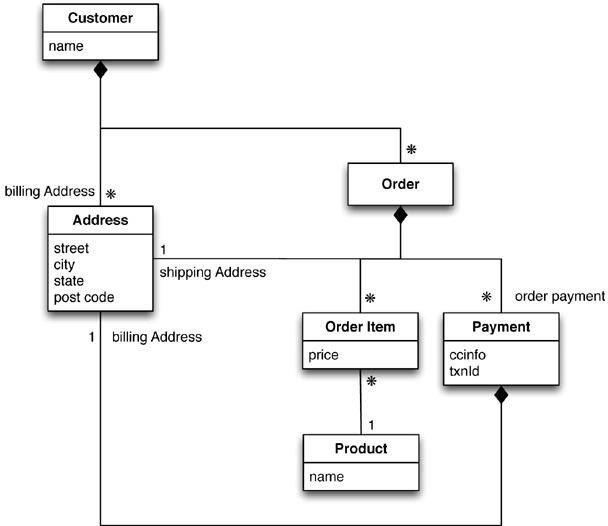 Customer
name
*
billing Address *
Order
Address
street
city
state
post code
1
shipping Address
*
* order payment
Order Item
price
Payment
ccinfo
txnId
1 billing Address
*
1
Product
name